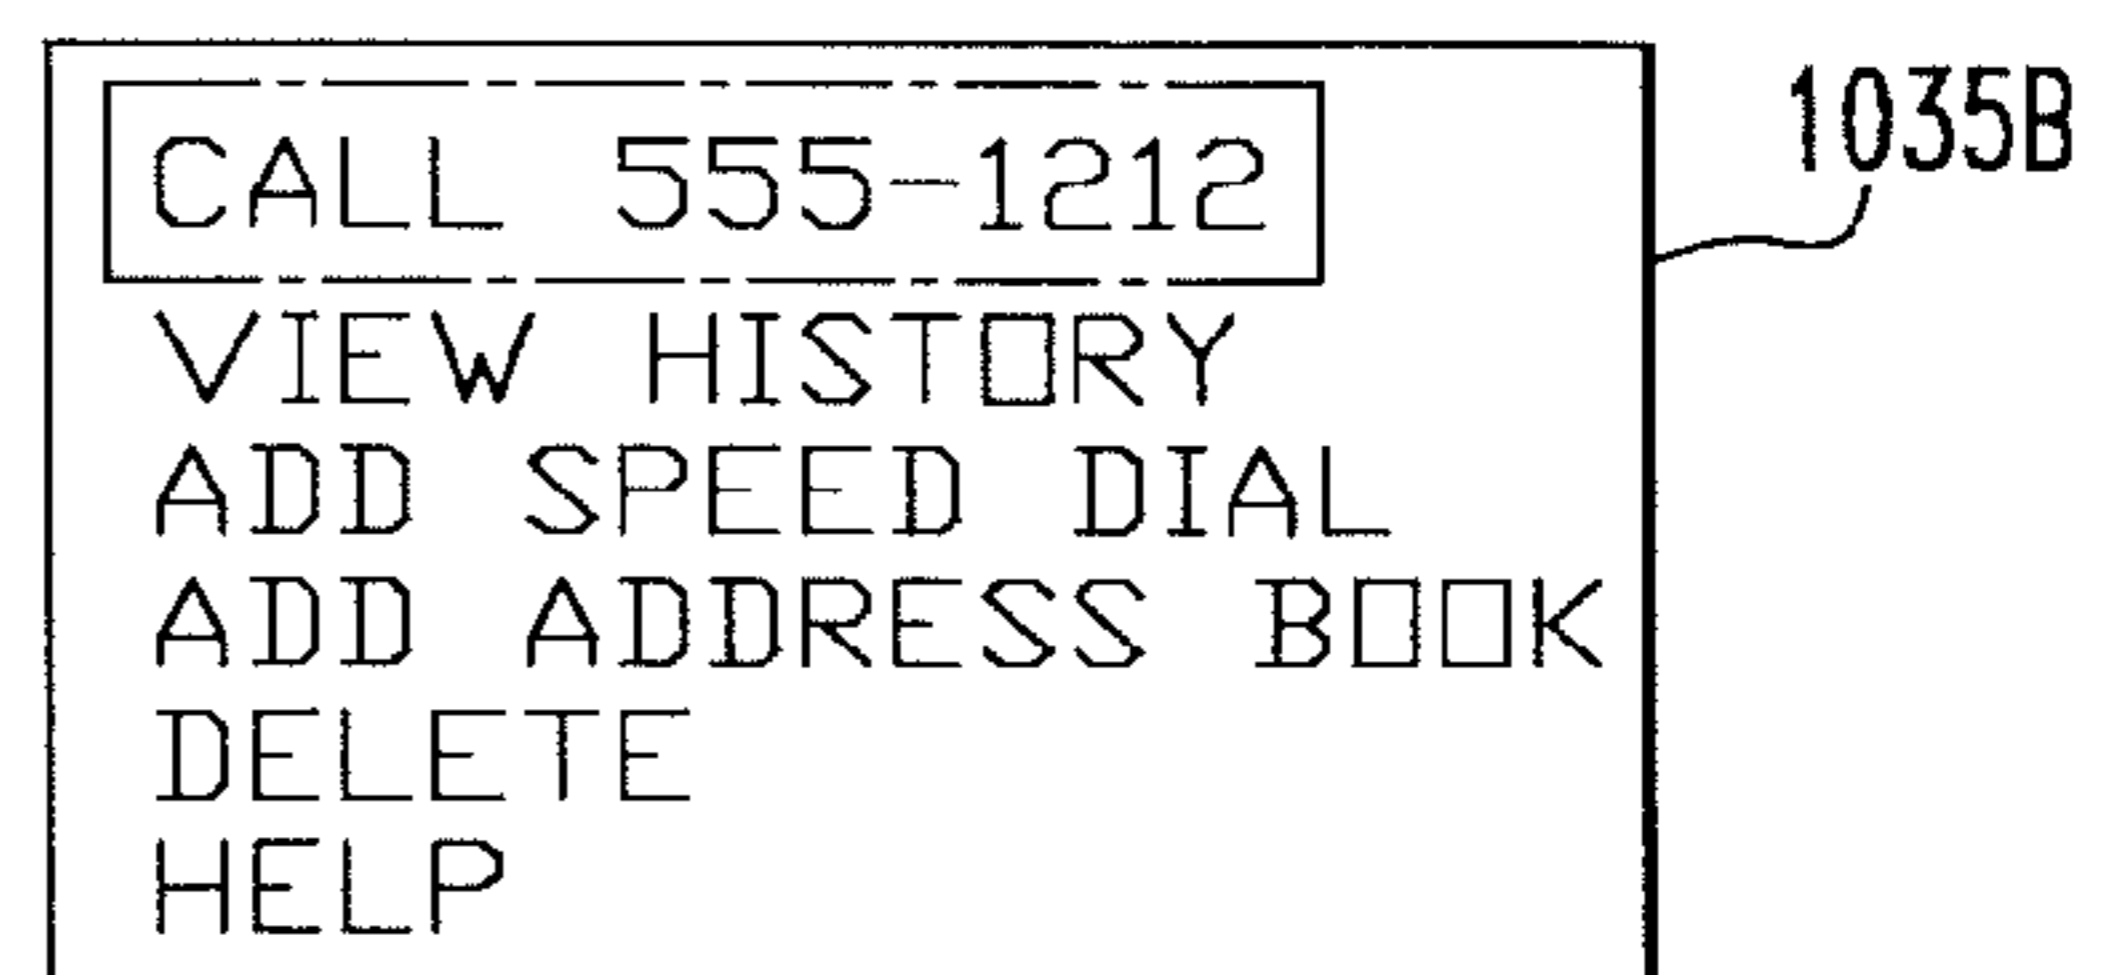 CALL 555-1212
1035B
VIEW HISTORY
ADD SPEED DIAL
ADD ADDRESS BOOK
DELETE
HELP